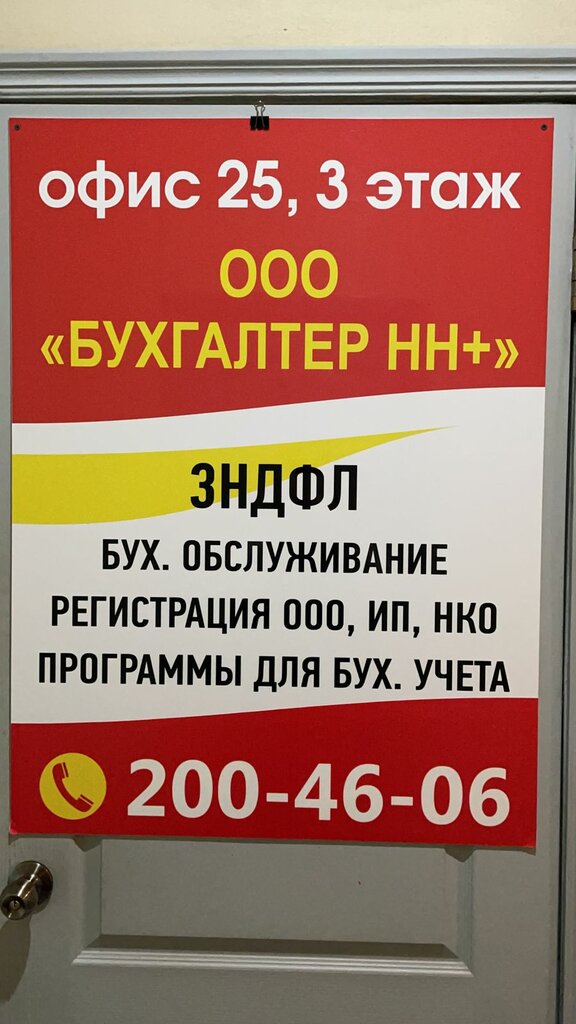 офис 25, 3 этаж
ООО
«БУХГАЛТЕР НН+»
3НДФЛ
БУХ. ОБСЛУЖИВАНИЕ
РЕГИСТРАЦИЯ ООО, ИП, НКО
ПРОГРАММЫ ДЛЯ БУХ. УЧЕТА
200-46-06